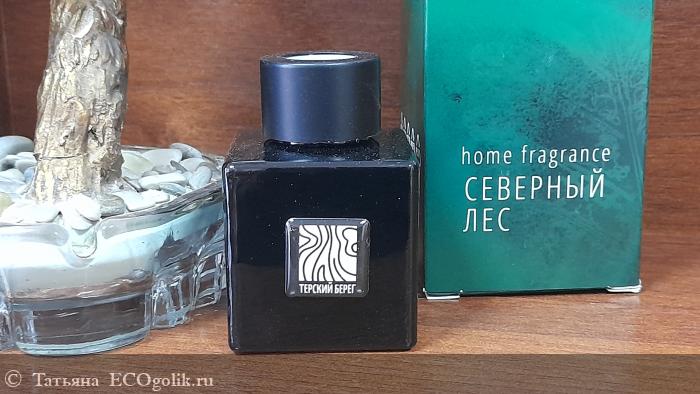 home fragrance
СЕВЕРНЫЙ
ЛЕС
ТЕРСКИЙ БЕРЕГ
© Татьяна ECOgolik.ru